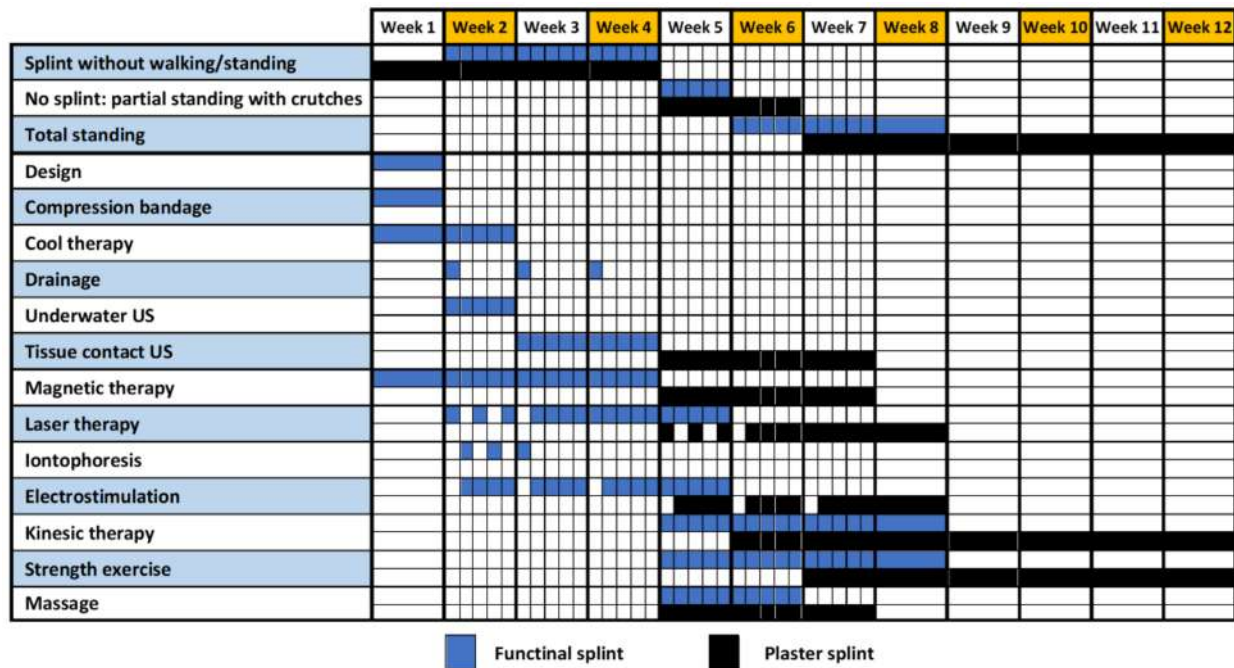 Week 1 Week 2 Week 3 Week 4 Week 5 Week 6 Week 7 Week 8 Week 9 Week 10 Week 11 Week 12
Splint without walking/standing
No splint: partial standing with crutches
Total standing
Design
Compression bandage
Cool therapy
Drainage
Underwater US
Tissue contact US
Magnetic therapy
Laser therapy
Iontophoresis
Electrostimulation
Kinesic therapy
Strength exercise
Massage
Functinal splint Plaster splint